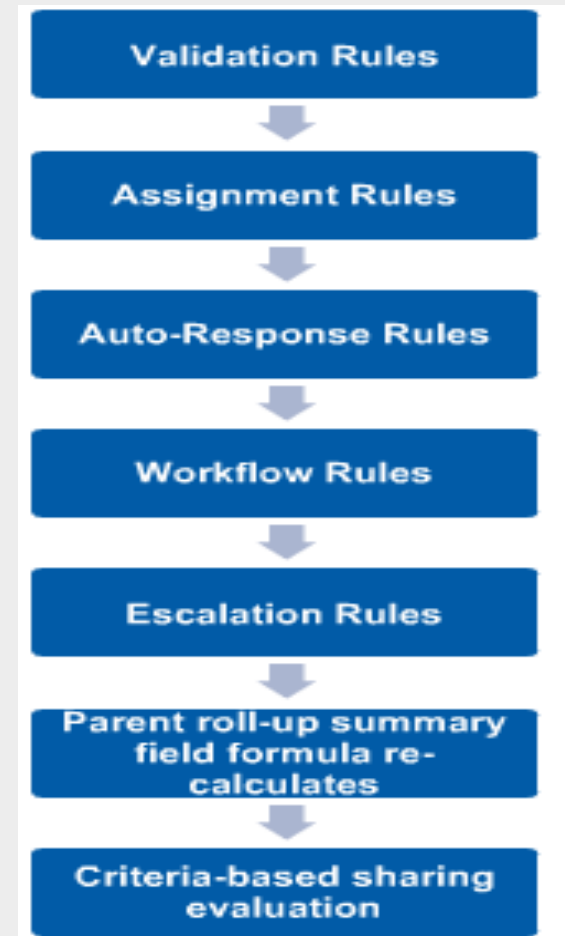 Validation Rules
Assignment Rules
Auto-Response Rules
Workflow Rules
Escalation Rules
Parent roll-up summary
field formula re-
calculates
Criteria-based sharing
evaluation